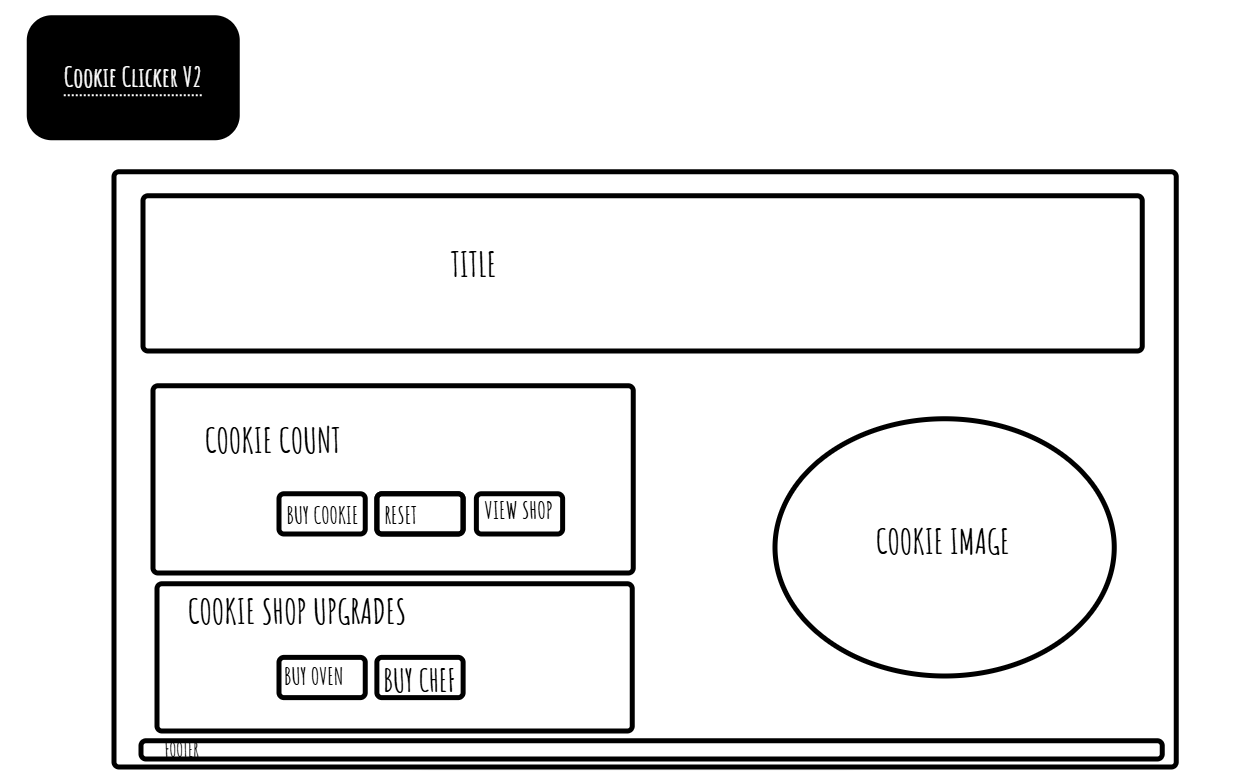 Cookie Clicker V2
TITLE
COOKIE COUNT
BUY COOKIE
RESET
VIEW SHOP
COOKIE IMAGE
COOKIE SHOP UPGRADES
BUY OVEN
BUY CHEF
FOOTER